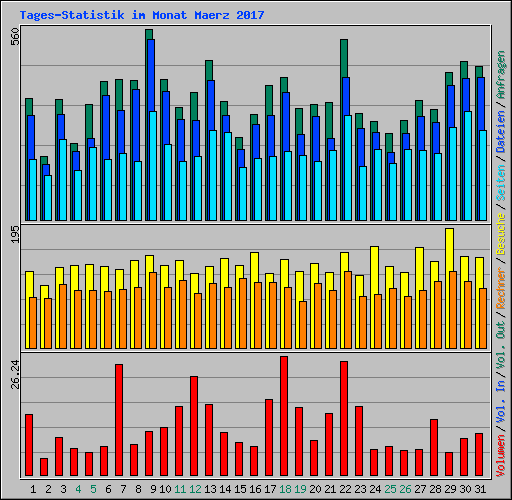 Tages-Statistik im Monat Maerz 2017
560
195
26.24
Seiten / Dateien / Anfragen
Rechner / Besuche
Volumen / Vol. In / Vol. Out
1 2 3 4 5 6 7 8 9 10 11 12 13 14 15 16 17 18 19 20 21 22 23 24 25 26 27 28 29 30 31